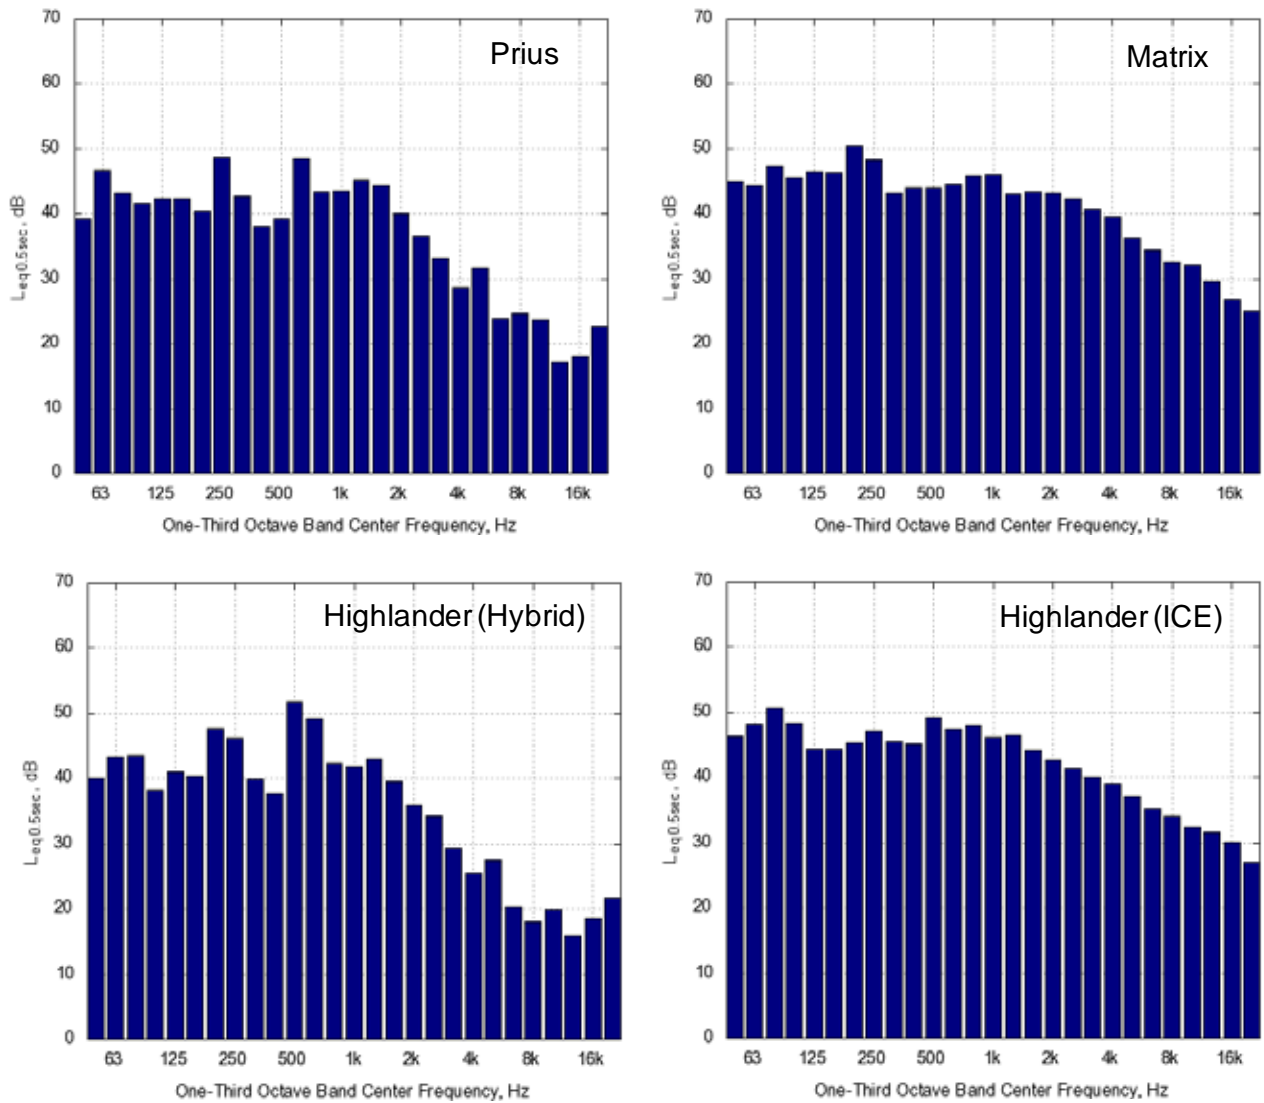 Prius
70
60
50
40
30
20
10
0
Leq0.5sec, dB
63 125 250 500 1k 2k 4k 8k 16k
One-Third Octave Band Center Frequency, Hz
Matrix
70
60
50
40
30
20
10
0
Leq0.5sec, dB
63 125 250 500 1k 2k 4k 8k 16k
One-Third Octave Band Center Frequency, Hz
Highlander (Hybrid)
70
60
50
40
30
20
10
0
Leq0.5sec, dB
63 125 250 500 1k 2k 4k 8k 16k
One-Third Octave Band Center Frequency, Hz
Highlander (ICE)
70
60
50
40
30
20
10
0
Leq0.5sec, dB
63 125 250 500 1k 2k 4k 8k 16k
One-Third Octave Band Center Frequency, Hz